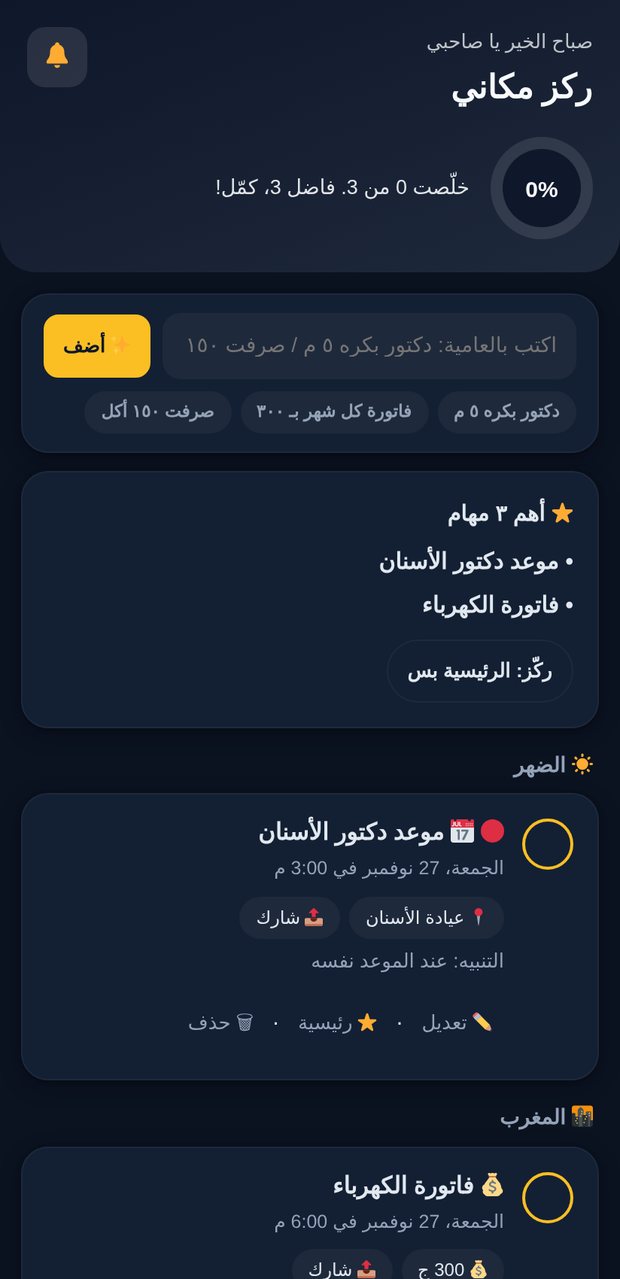 صباح الخير يا صاحبي
ركز مكاني
0%
خلّصت 0 من 3. فاضل 3، كمّل!
اكتب بالعامية: دكتور بكره ٥ م / صرفت ١٥٠
✨ أضف
دكتور بكره ٥ م
فاتورة كل شهر بـ ٣٠٠
صرفت ١٥٠ أكل
⭐ أهم ٣ مهام
• موعد دكتور الأسنان
• فاتورة الكهرباء
ركّز: الرئيسية بس
☀️ الضهر
🔴 📅 موعد دكتور الأسنان
الجمعة، 27 نوفمبر في 3:00 م
📍 عيادة الأسنان
📤 شارك
التنبيه: عند الموعد نفسه
✏️ تعديل · ⭐ رئيسية · 🗑️ حذف
🌆 المغرب
💰 فاتورة الكهرباء
الجمعة، 27 نوفمبر في 6:00 م
💰 300 ج
📤 شارك